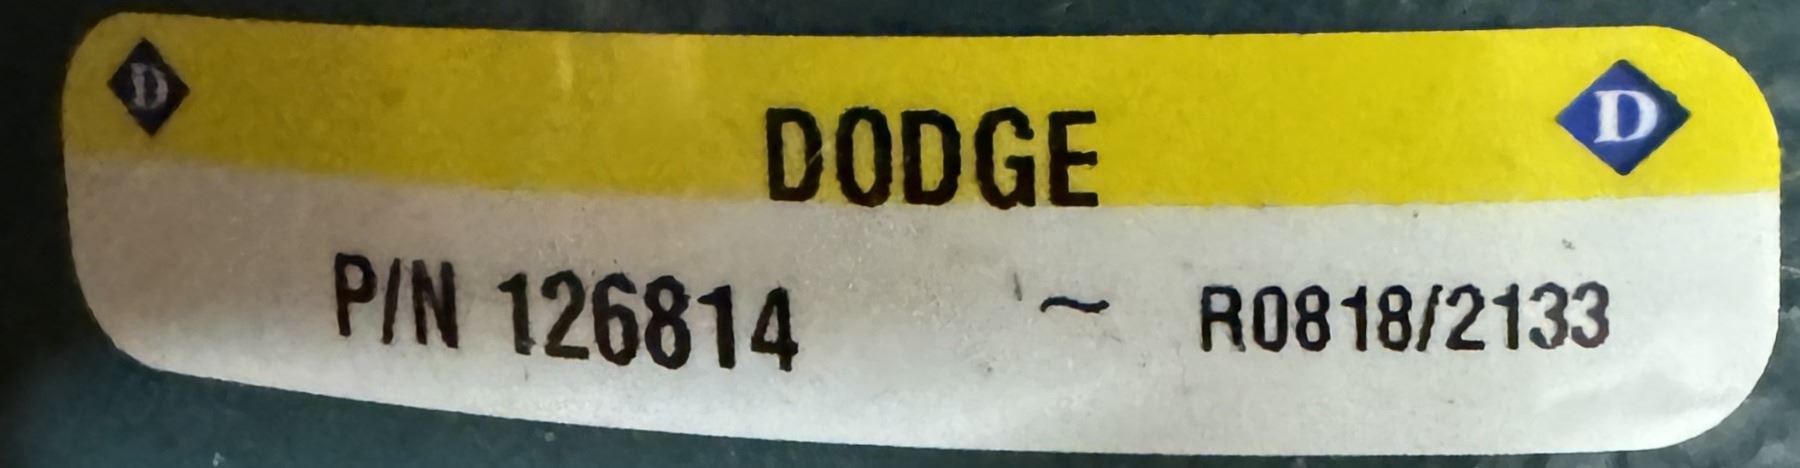 D DODGE D
P/N 126814 ~ R0818/2133